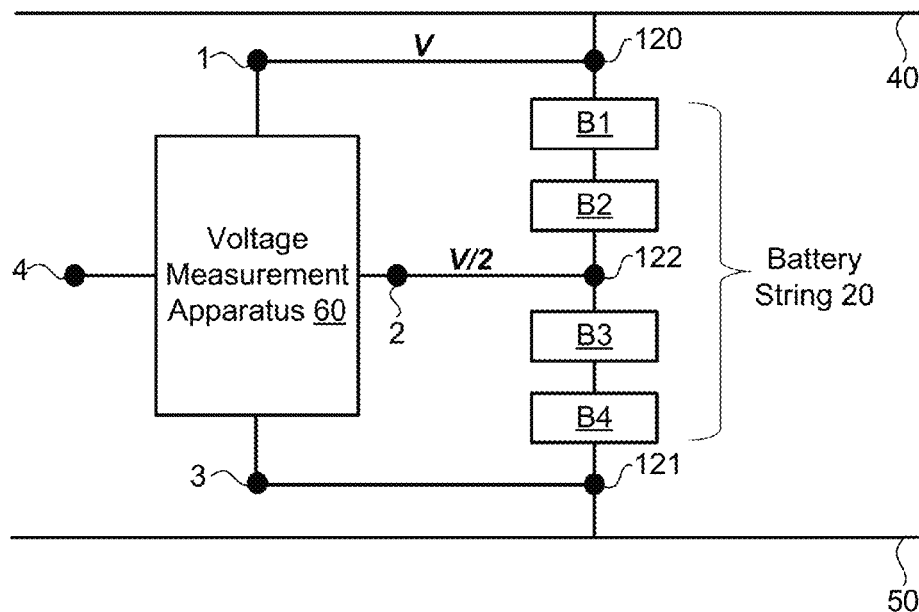 V
1
120
40
B1
B2
Voltage
Measurement
Apparatus 60
4
V/2
2
122
Battery
String 20
B3
B4
3
121
50